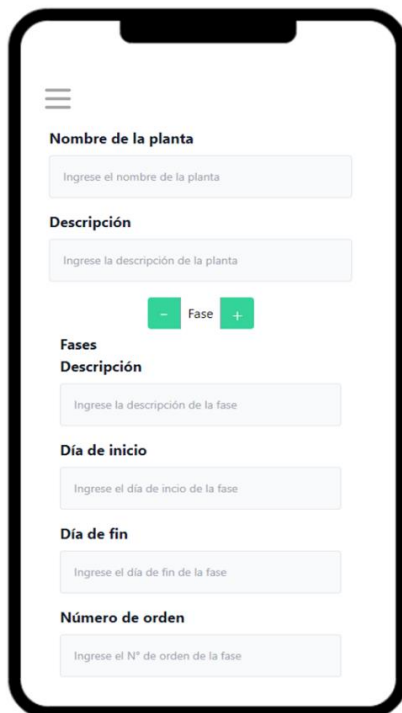 Nombre de la planta
Ingrese el nombre de la planta
Descripción
Ingrese la descripción de la planta
- Fase +
Fases
Descripción
Ingrese la descripción de la fase
Día de inicio
Ingrese el día de incio de la fase
Día de fin
Ingrese el día de fin de la fase
Número de orden
Ingrese el N° de orden de la fase